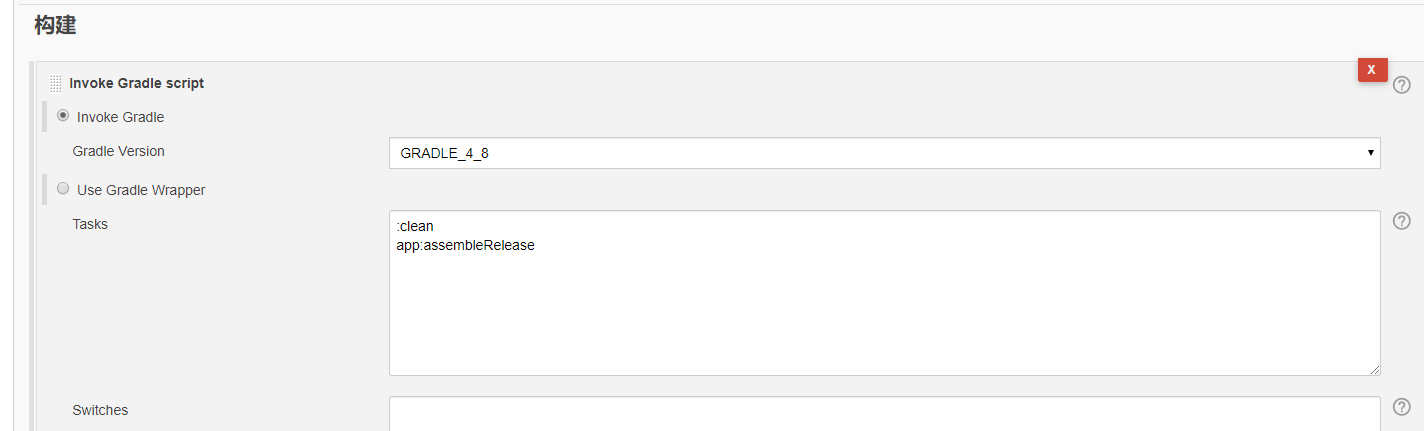 构建
Invoke Gradle script
X
Invoke Gradle
Gradle Version
GRADLE_4_8
Use Gradle Wrapper
Tasks
:clean
app:assembleRelease
Switches